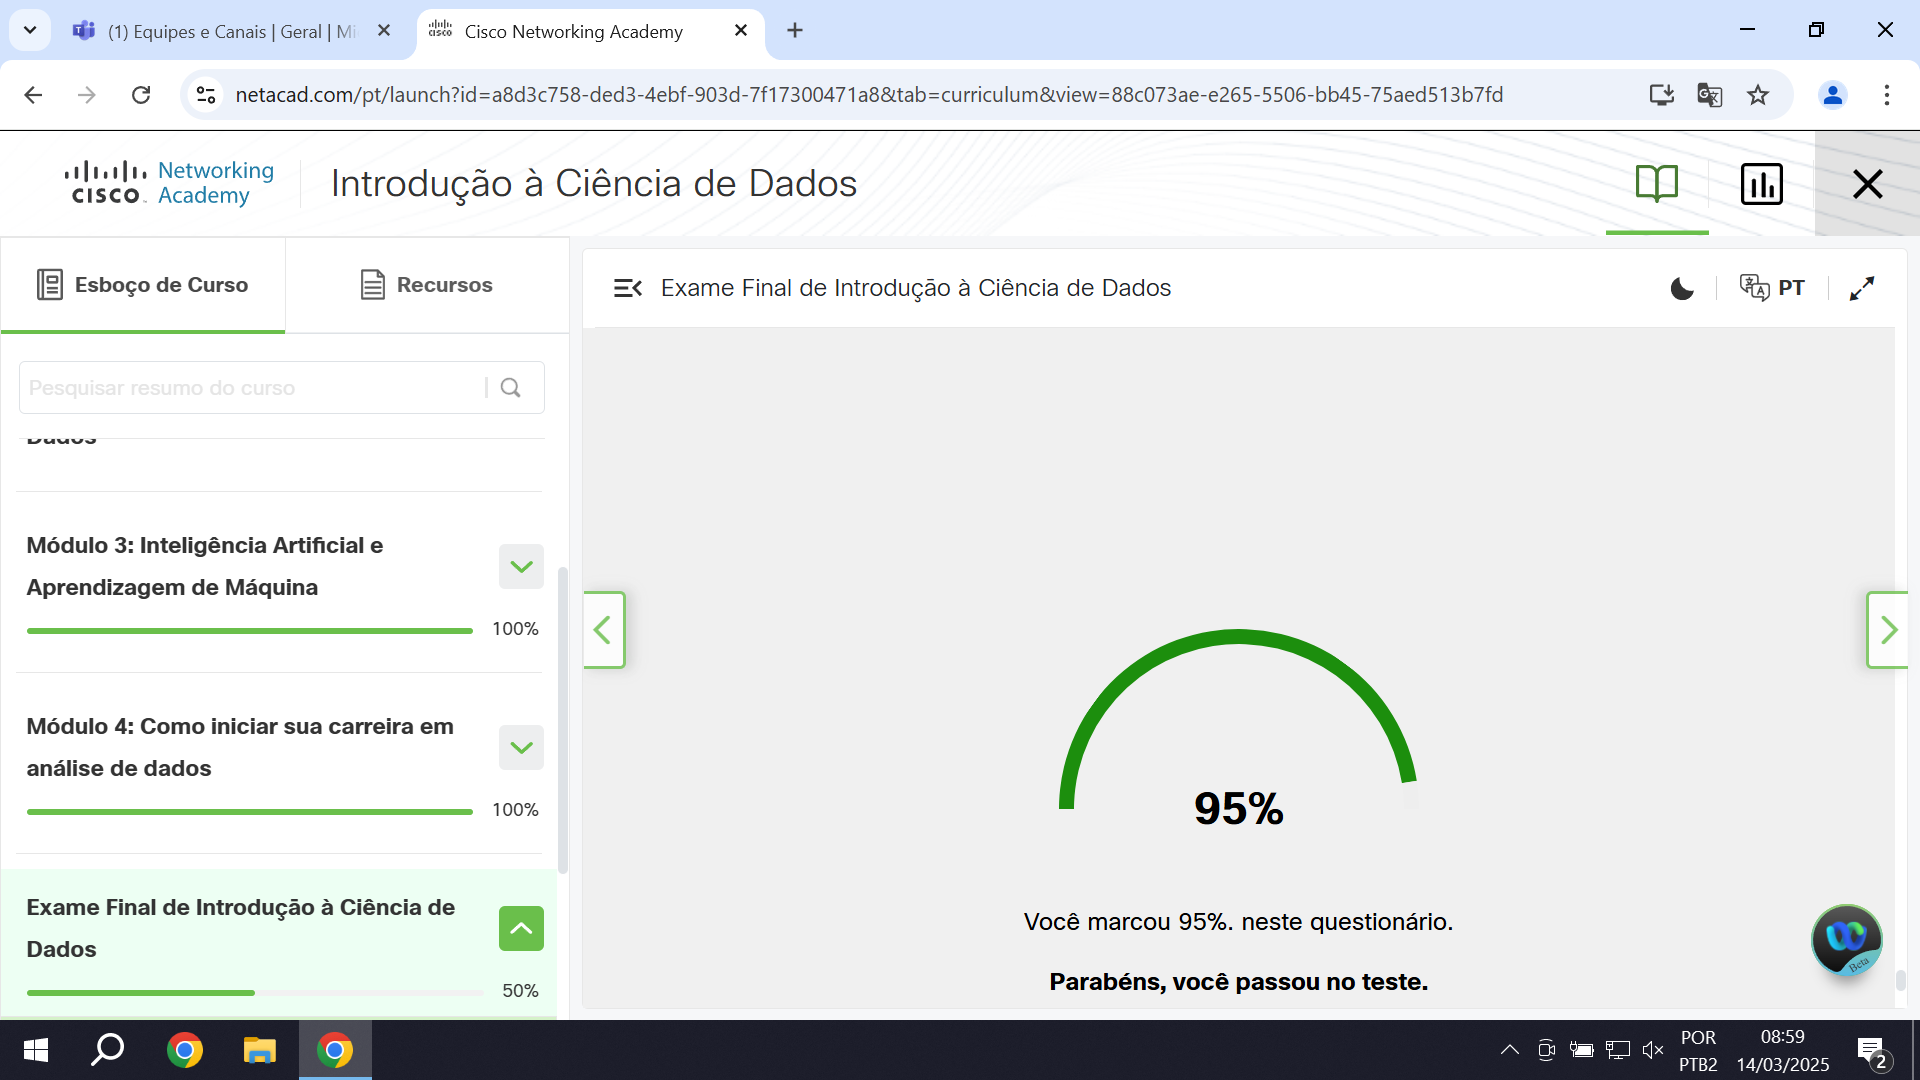 (1) Equipes e Canais | Geral | Mi
Cisco Networking Academy
netacad.com/pt/launch?id=a8d3c758-ded3-4ebf-903d-7f17300471a8&tab=curriculum&view=88c073ae-e265-5506-bb45-75aed513b7fd
CISCO Networking Academy
Introdução à Ciência de Dados
Esboço de Curso
Recursos
Pesquisar resumo do curso
Dados
Módulo 3: Inteligência Artificial e
Aprendizagem de Máquina
100%
Módulo 4: Como iniciar sua carreira em
análise de dados
100%
Exame Final de Introdução à Ciência de
Dados
50%
Exame Final de Introdução à Ciência de Dados
PT
95%
Você marcou 95%. neste questionário.
Parabéns, você passou no teste.
Beta
POR
PTB2
08:59
14/03/2025
2